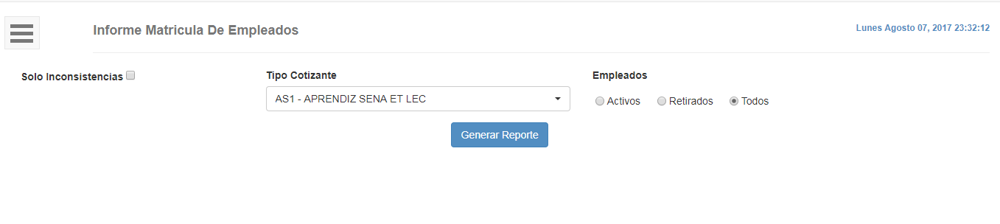 Informe Matricula De Empleados
Lunes Agosto 07, 2017 23:32:12
Solo Inconsistencias
Tipo Cotizante
AS1 - APRENDIZ SENA ET LEC
Empleados
Activos Retirados Todos
Generar Reporte